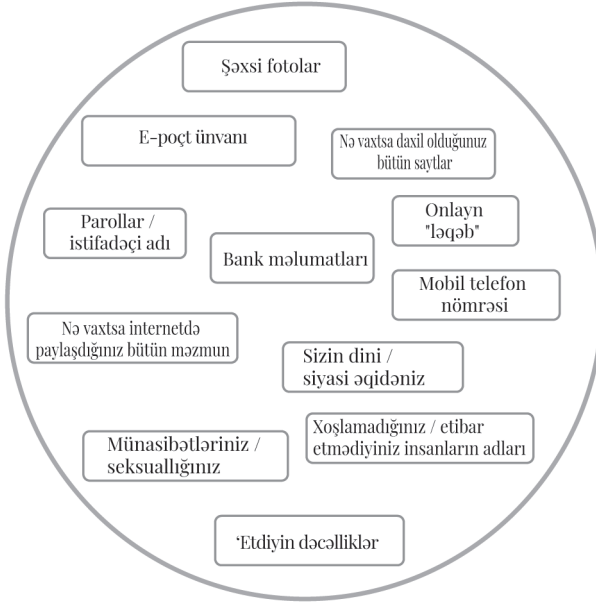 Şəxsi fotolar
E-poçt ünvanı
Nə vaxtsa daxil olduğunuz
bütün saytlar
Parollar /
istifadəçi adı
Onlayn
"ləqəb"
Bank məlumatları
Mobil telefon
nömrəsi
Nə vaxtsa internetdə
paylaşdığınız bütün məzmun
Sizin dini /
siyasi əqidəniz
Xoşlamadığınız / etibar
etmədiyiniz insanların adları
Münasibətləriniz /
seksuallığınız
‘Etdiyin dəcəlliklər